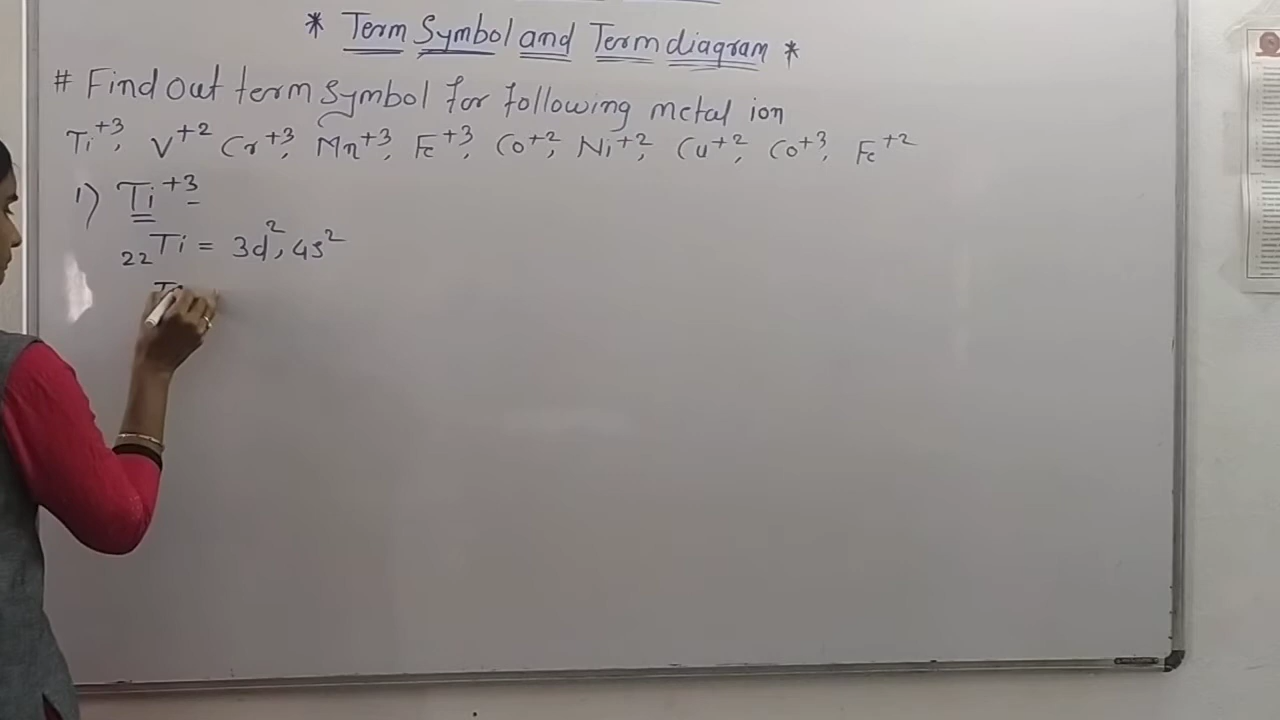 * Term Symbol and Term diagram *
# Find Out term symbol for following metal ion
Ti⁺³, V⁺² Cr⁺³, Mn⁺³, Fe⁺³, Co⁺², Ni⁺², Cu⁺², Co⁺³, Fe⁺²
1) Ti⁺³
₂₂Ti = 3d², 4s²
Ti